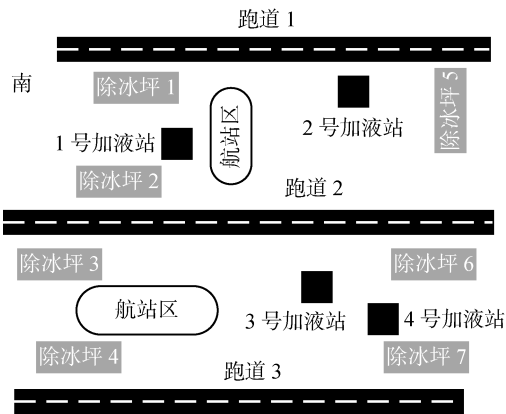 跑道 1
南
除冰坪 1
除冰坪 5
航站区
2 号加液站
1 号加液站
除冰坪 2
跑道 2
除冰坪 3
除冰坪 6
航站区
3 号加液站
4 号加液站
除冰坪 4
跑道 3
除冰坪 7